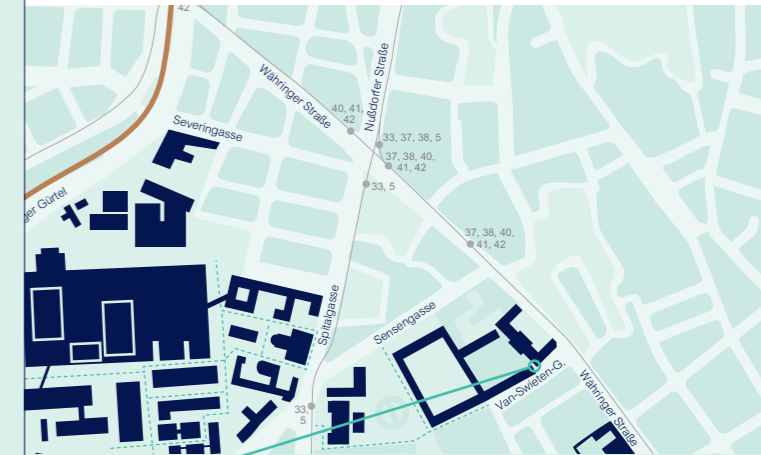 42
Währinger Straße
Nußdorfer Straße
40, 41,
42
Severingasse
33, 37, 38, 5
37, 38, 40,
41, 42
33, 5
ger Gürtel
37, 38, 40,
41, 42
Spitalgasse
Sensengasse
Van-Swieten-G.
Währinger Straße
33,
5